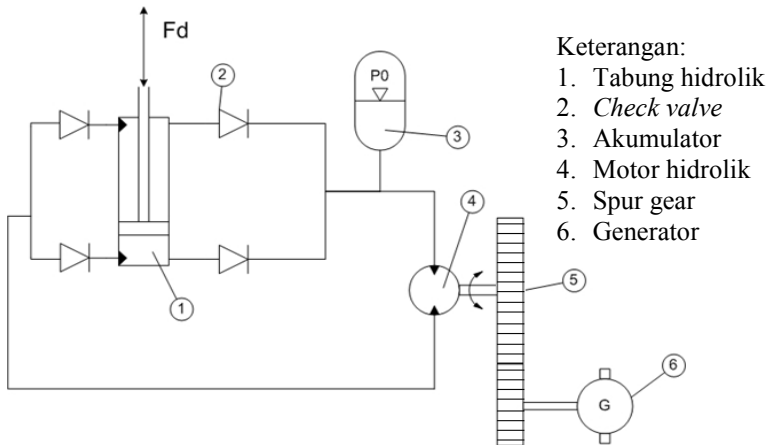 Fd
2
P0
3
4
1
5
6
G
Keterangan:
1. Tabung hidrolik
2. Check valve
3. Akumulator
4. Motor hidrolik
5. Spur gear
6. Generator